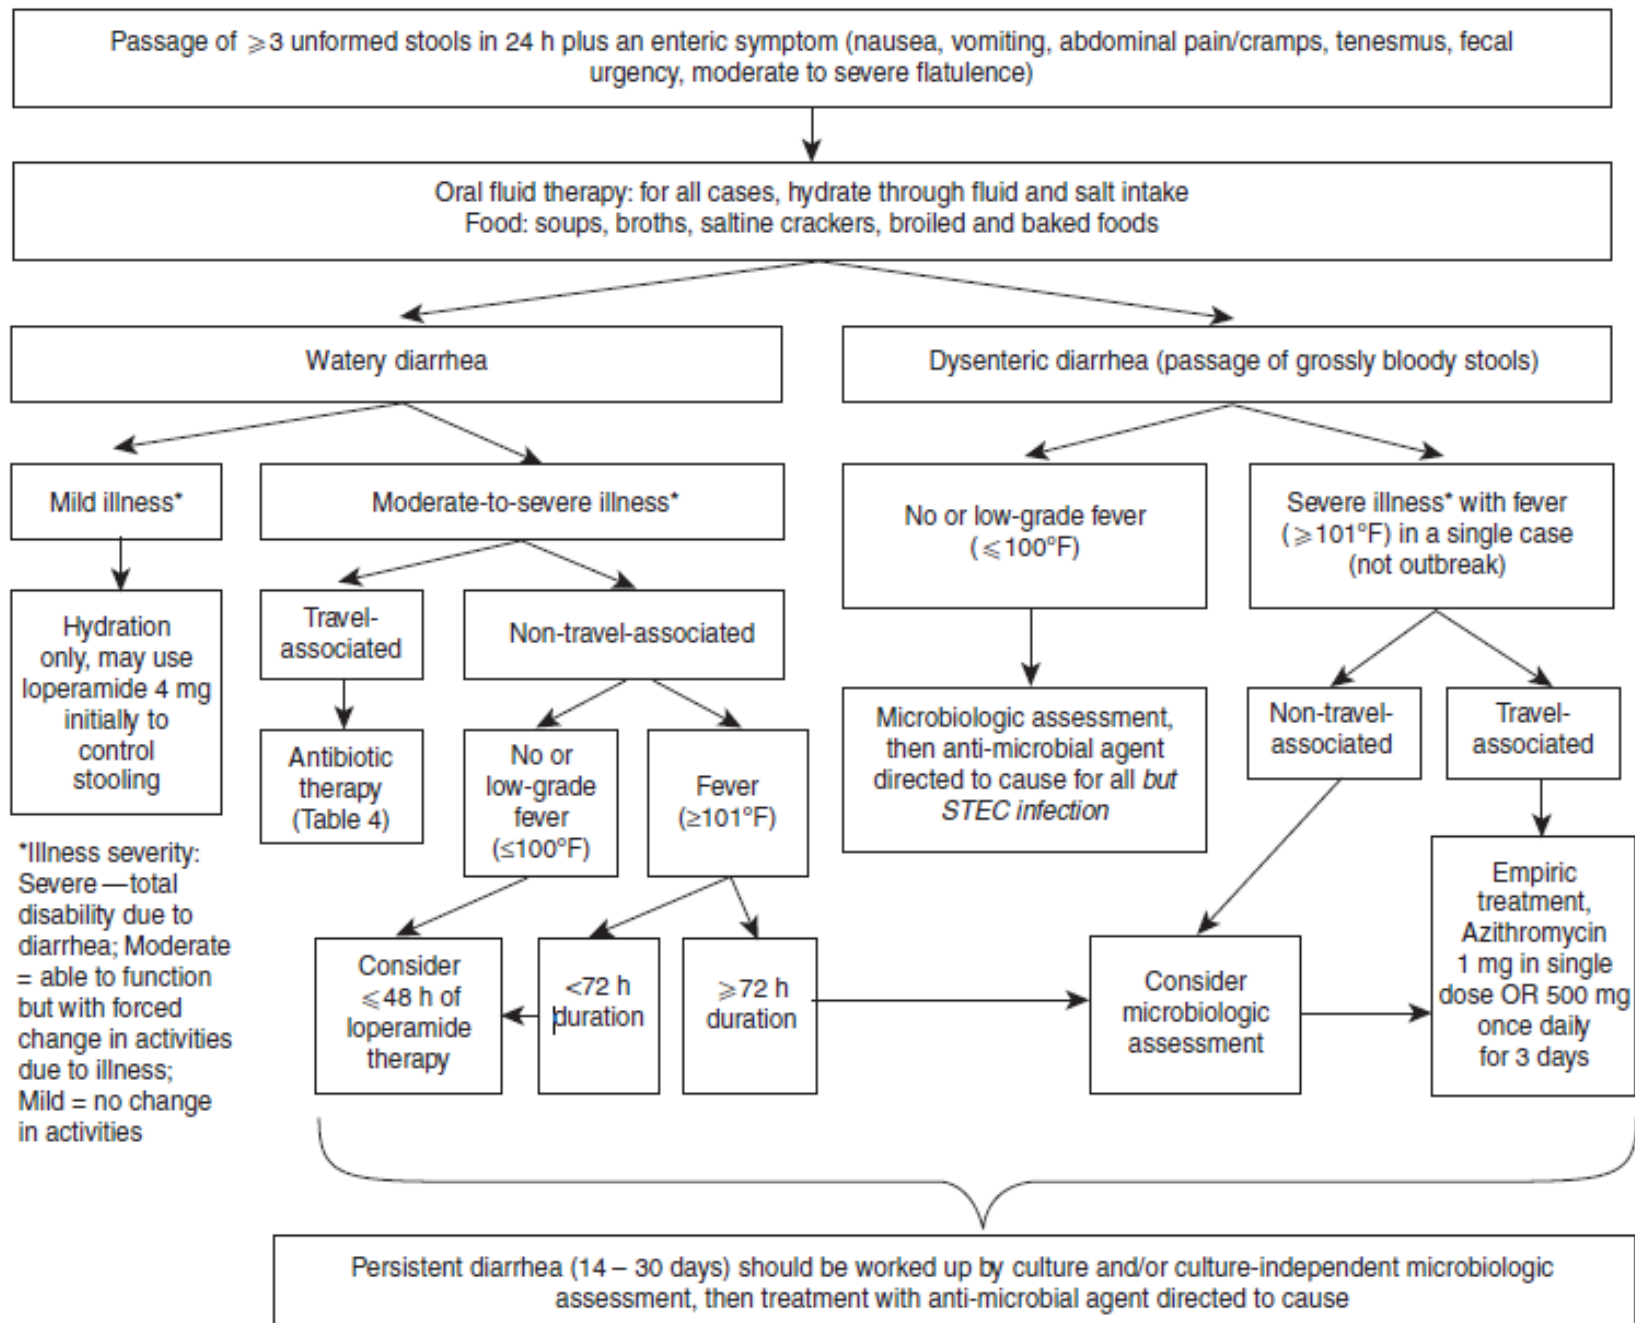 Passage of ⩾3 unformed stools in 24 h plus an enteric symptom (nausea, vomiting, abdominal pain/cramps, tenesmus, fecal
urgency, moderate to severe flatulence)
Oral fluid therapy: for all cases, hydrate through fluid and salt intake
Food: soups, broths, saltine crackers, broiled and baked foods
Watery diarrhea
Dysenteric diarrhea (passage of grossly bloody stools)
Mild illness*
Moderate-to-severe illness*
No or low-grade fever
(⩽100°F)
Severe illness* with fever
(⩾101°F) in a single case
(not outbreak)
Hydration
only, may use
loperamide 4 mg
initially to
control
stooling
Travel-
associated
Non-travel-associated
Microbiologic assessment,
then anti-microbial agent
directed to cause for all but
STEC infection
Non-travel-
associated
Travel-
associated
Antibiotic
therapy
(Table 4)
No or
low-grade
fever
(≤100°F)
Fever
(≥101°F)
*Illness severity:
Severe —total
disability due to
diarrhea; Moderate
= able to function
but with forced
change in activities
due to illness;
Mild = no change
in activities
Consider
⩽48 h of
loperamide
therapy
<72 h
duration
⩾72 h
duration
Consider
microbiologic
assessment
Empiric
treatment,
Azithromycin
1 mg in single
dose OR 500 mg
once daily
for 3 days
Persistent diarrhea (14 – 30 days) should be worked up by culture and/or culture-independent microbiologic
assessment, then treatment with anti-microbial agent directed to cause